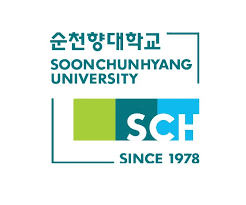 순천향대학교
SOONCHUNHYANG
UNIVERSITY
SCH
SINCE 1978